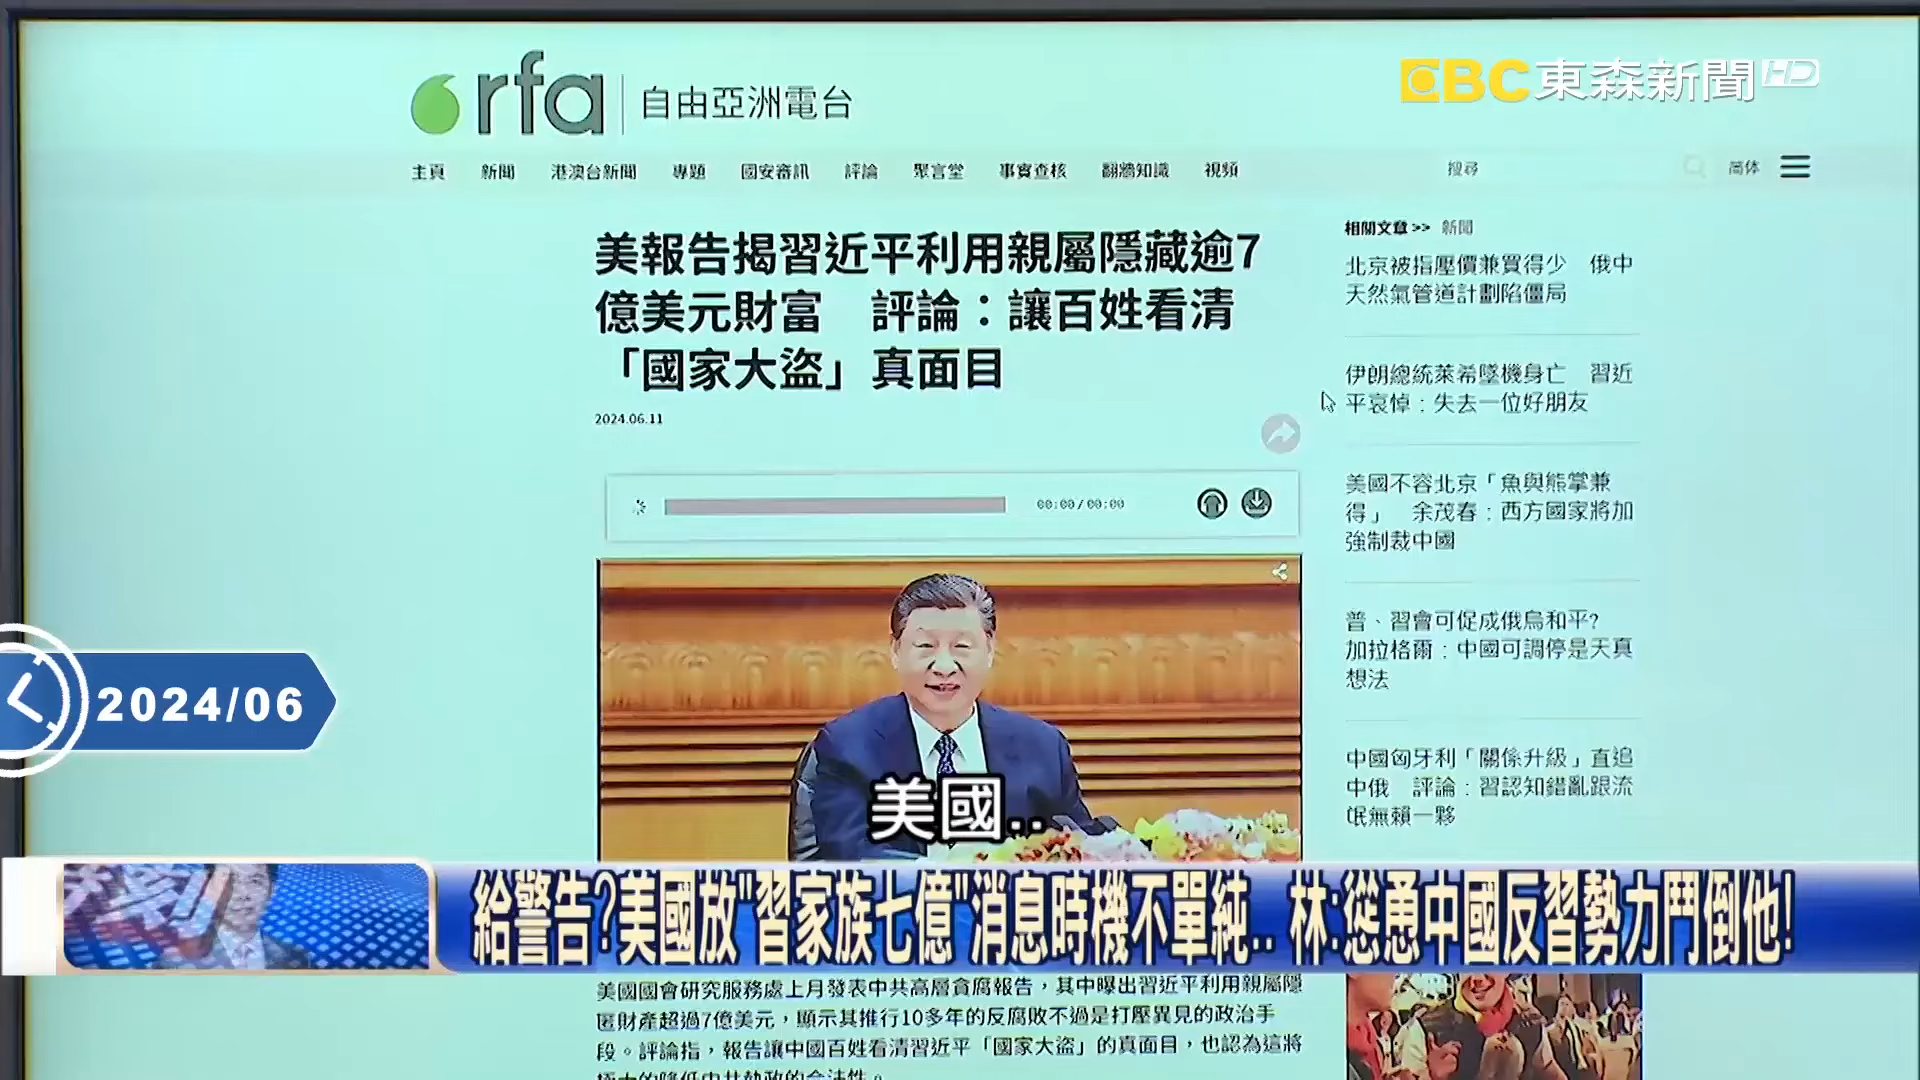 rfa 自由亞洲電台
EBC 東森新聞 HD
主頁 新聞 港澳台新聞 專題 國安審訊 評論 聚言堂 事實查核 翻牆知識 視頻 搜尋 简体
美報告揭習近平利用親屬隱藏逾7
億美元財富 評論：讓百姓看清
「國家大盜」真面目
2024.06.11
00:00/00:00
相關文章>> 新聞
北京被指壓價兼買得少 俄中
天然氣管道計劃陷僵局
伊朗總統萊希墜機身亡 習近
平哀悼：失去一位好朋友
美國不容北京「魚與熊掌兼
得」 余茂春：西方國家將加
強制裁中國
普、習會可促成俄烏和平?
加拉格爾：中國可調停是天真
想法
中國匈牙利「關係升級」直追
中俄 評論：習認知錯亂跟流
氓無賴一夥
2024/06
美國..
給警告?美國放"習家族七億"消息時機不單純.. 林:慫恿中國反習勢力鬥倒他!
美國國會研究服務處上月發表中共高層貪腐報告，其中曝出習近平利用親屬隱
匿財產超過7億美元，顯示其推行10多年的反腐敗不過是打壓異見的政治手
段。評論指，報告讓中國百姓看清習近平「國家大盜」的真面目，也認為這將
極大的降低中共執政的合法性。